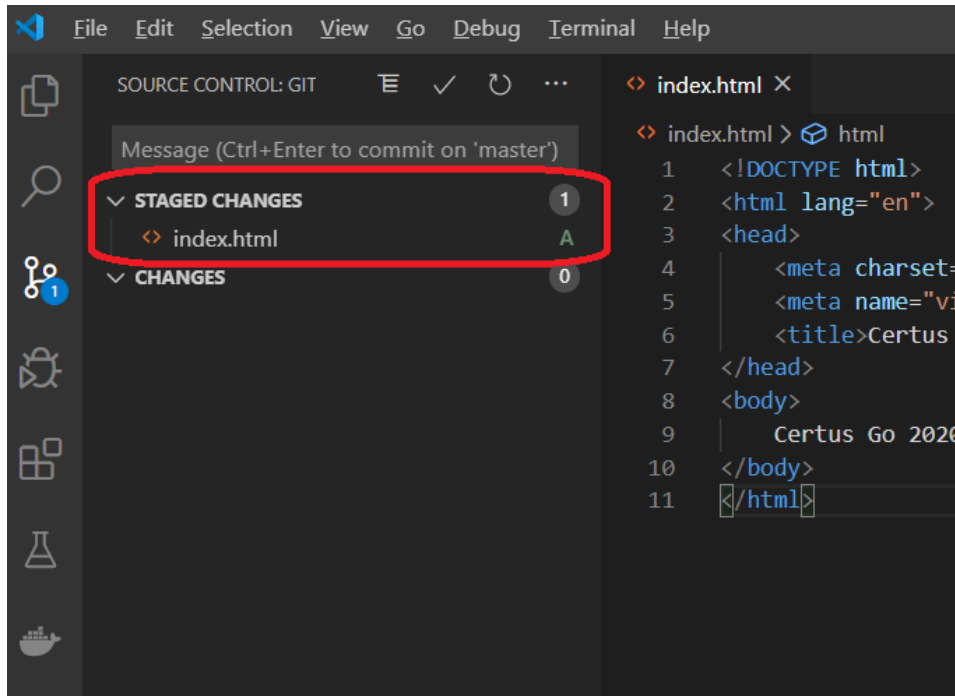 File Edit Selection View Go Debug Terminal Help
SOURCE CONTROL: GIT
Message (Ctrl+Enter to commit on 'master')
STAGED CHANGES 1
index.html A
CHANGES 0
1
index.html
index.html > html
1 <!DOCTYPE html>
2 <html lang="en">
3 <head>
4 <meta charset=
5 <meta name="vi
6 <title>Certus
7 </head>
8 <body>
9 Certus Go 2020
10 </body>
11 </html>